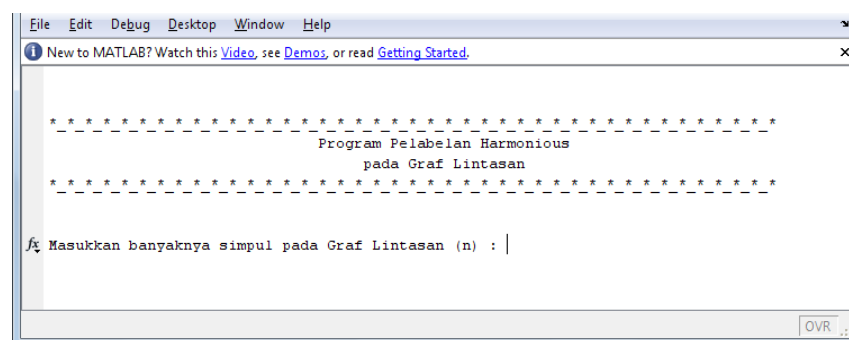 File Edit Debug Desktop Window Help
New to MATLAB? Watch this Video, see Demos, or read Getting Started.
*_*_*_*_*_*_*_*_*_*_*_*_*_*_*_*_*_*_*_*_*_*_*_*_*_*_*_*_*_*_*_*_*_*_*_*_*_*_*_*_*
Program Pelabelan Harmonious
pada Graf Lintasan
*_*_*_*_*_*_*_*_*_*_*_*_*_*_*_*_*_*_*_*_*_*_*_*_*_*_*_*_*_*_*_*_*_*_*_*_*_*_*_*_*
fx Masukkan banyaknya simpul pada Graf Lintasan (n) :
OVR